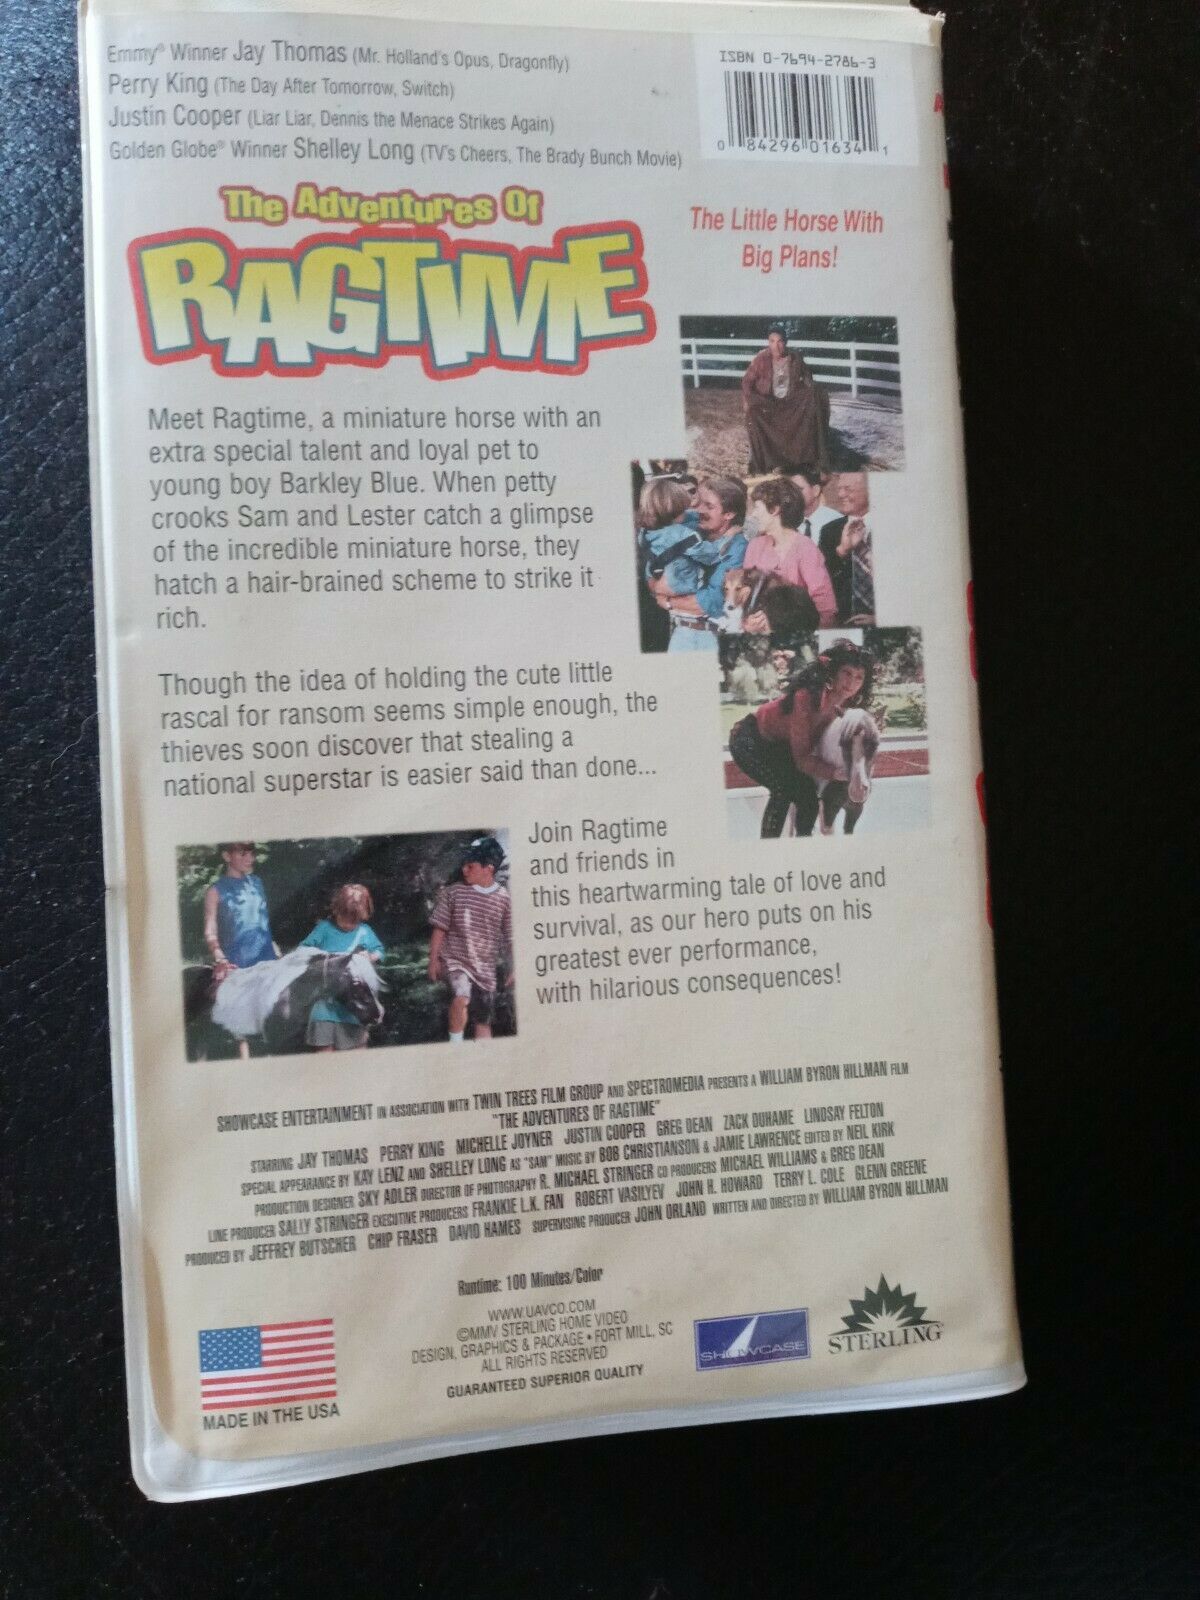 Emmy® Winner Jay Thomas (Mr. Holland's Opus, Dragonfly)
Perry King (The Day After Tomorrow, Switch)
Justin Cooper (Liar Liar, Dennis the Menace Strikes Again)
Golden Globe® Winner Shelley Long (TV's Cheers, The Brady Bunch Movie)
ISBN 0-7694-2786-3
0 84296 01634 1
The Adventures Of
RAGTIME
The Little Horse With
Big Plans!
Meet Ragtime, a miniature horse with an
extra special talent and loyal pet to
young boy Barkley Blue. When petty
crooks Sam and Lester catch a glimpse
of the incredible miniature horse, they
hatch a hair-brained scheme to strike it
rich.
Though the idea of holding the cute little
rascal for ransom seems simple enough, the
thieves soon discover that stealing a
national superstar is easier said than done...
Join Ragtime
and friends in
this heartwarming tale of love and
survival, as our hero puts on his
greatest ever performance,
with hilarious consequences!
SHOWCASE ENTERTAINMENT IN ASSOCIATION WITH TWIN TREES FILM GROUP AND SPECTROMEDIA PRESENTS A WILLIAM BYRON HILLMAN FILM
"THE ADVENTURES OF RAGTIME"
STARRING JAY THOMAS PERRY KING MICHELLE JOYNER JUSTIN COOPER GREG DEAN ZACK DUHAME LINDSAY FELTON
SPECIAL APPEARANCE BY KAY LENZ AND SHELLEY LONG AS "SAM" MUSIC BY BOB CHRISTIANSON & JAMIE LAWRENCE EDITED BY NEIL KIRK
PRODUCTION DESIGNER SKY ADLER DIRECTOR OF PHOTOGRAPHY R. MICHAEL STRINGER CO PRODUCERS MICHAEL WILLIAMS & GREG DEAN
LINE PRODUCER SALLY STRINGER EXECUTIVE PRODUCERS FRANKIE L.K. FAN ROBERT VASILYEV JOHN H. HOWARD TERRY L. COLE GLENN GREENE
PRODUCED BY JEFFREY BUTSCHER CHIP FRASER DAVID HAMES SUPERVISING PRODUCER JOHN ORLAND WRITTEN AND DIRECTED BY WILLIAM BYRON HILLMAN
Runtime: 100 Minutes/Color
WWW.UAVCO.COM
©MMV STERLING HOME VIDEO
DESIGN, GRAPHICS & PACKAGE • FORT MILL, SC
ALL RIGHTS RESERVED
GUARANTEED SUPERIOR QUALITY
MADE IN THE USA
SHOWCASE
STERLING